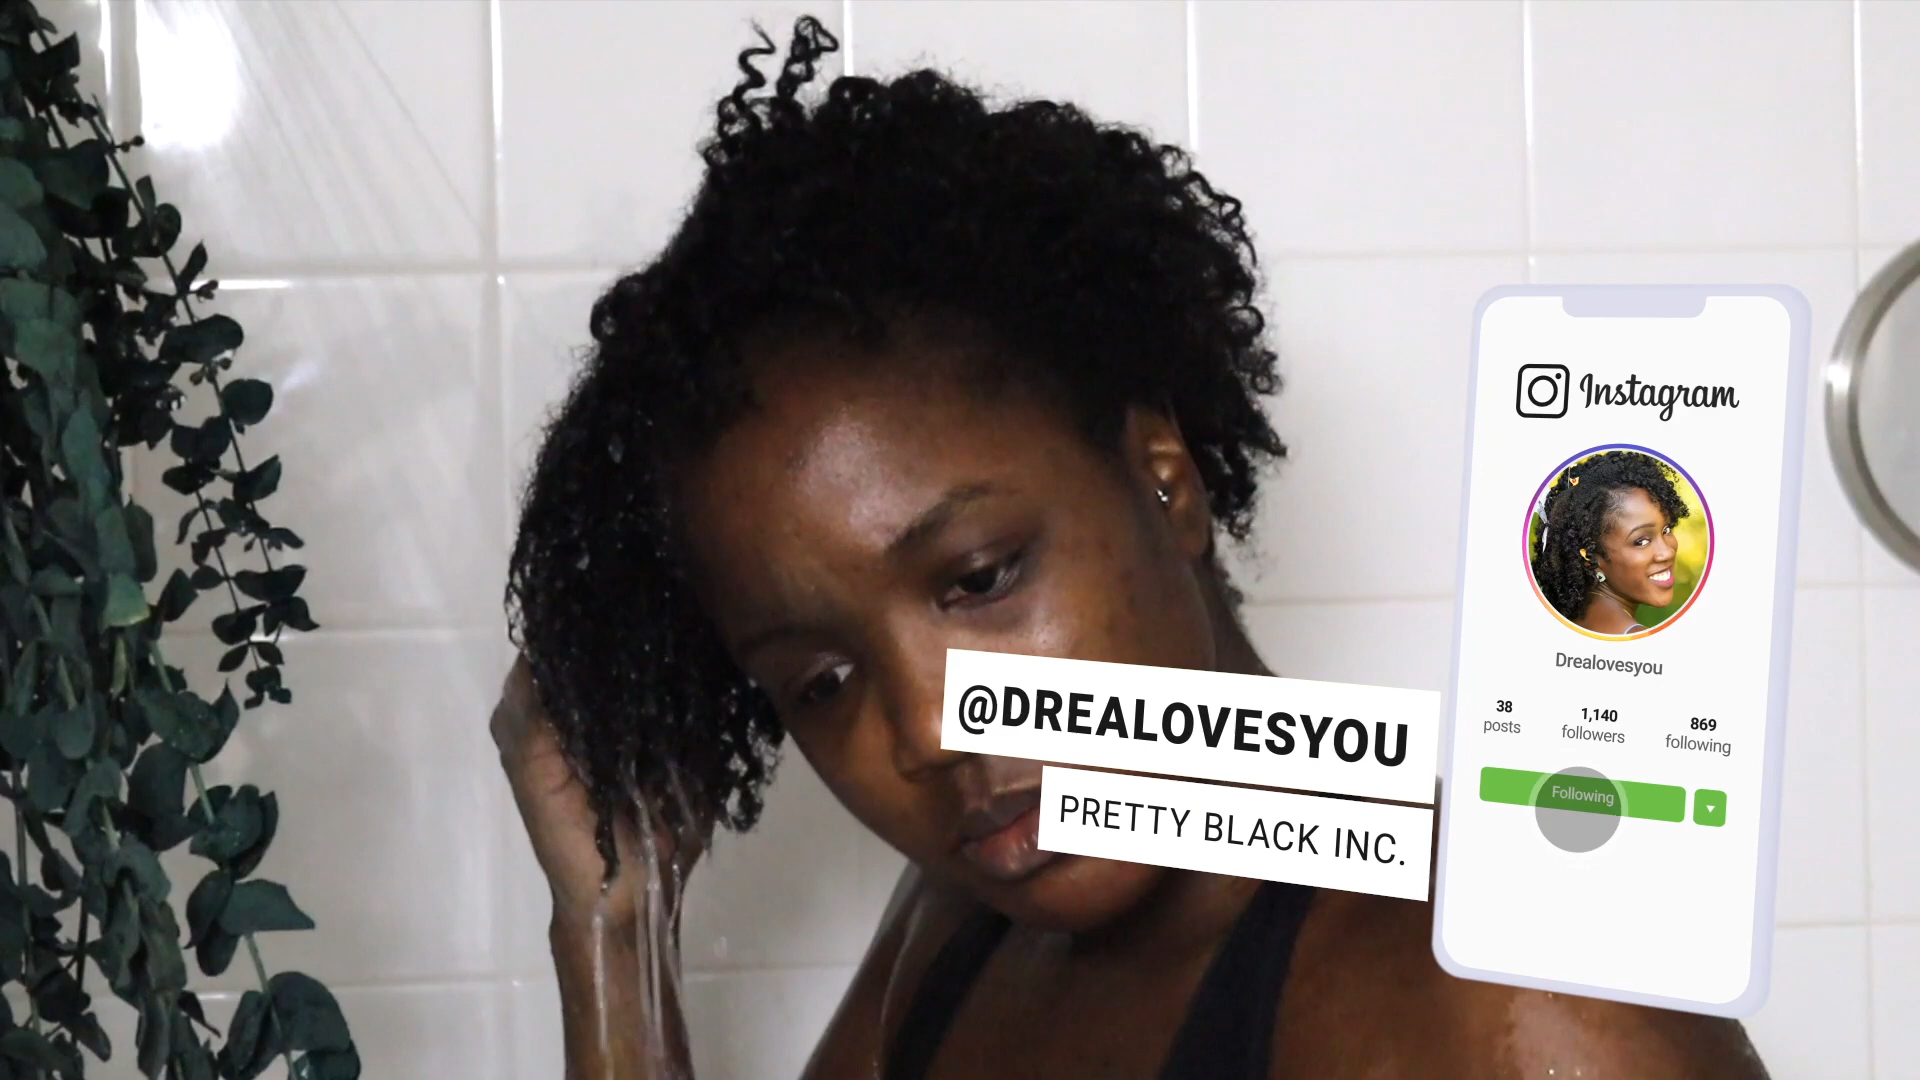 Instagram
Drealovesyou
38
posts
1,140
followers
869
following
Following
@DREALOVESYOU
PRETTY BLACK INC.